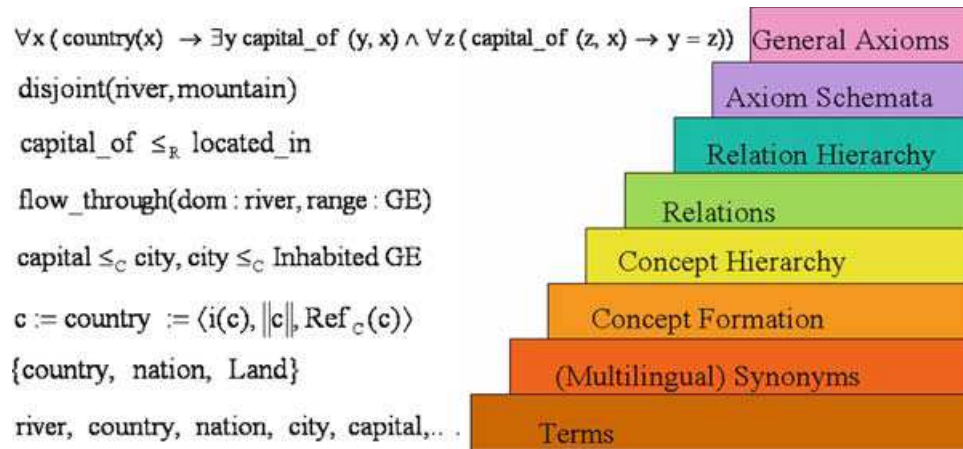 ∀x ( country(x) → ∃y capital_of (y, x) ∧ ∀z ( capital_of (z, x) → y = z)) General Axioms
disjoint(river, mountain) Axiom Schemata
capital_of ≤R located_in Relation Hierarchy
flow_through(dom : river, range : GE) Relations
capital ≤C city, city ≤C Inhabited GE Concept Hierarchy
c := country := ⟨i(c), ‖c‖, RefC(c)⟩ Concept Formation
{country, nation, Land} (Multilingual) Synonyms
river, country, nation, city, capital,... Terms